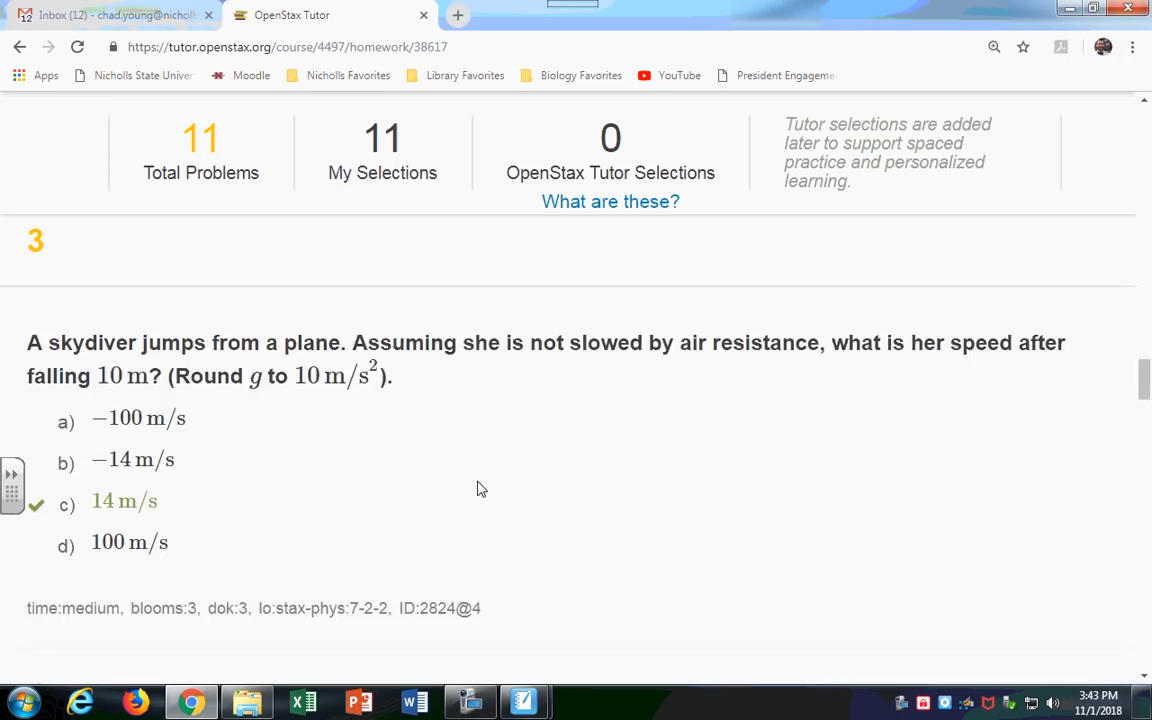 Inbox (12) - chad.young@nicholls
OpenStax Tutor
https://tutor.openstax.org/course/4497/homework/38617
Apps Nicholls State Univer Moodle Nicholls Favorites Library Favorites Biology Favorites YouTube President Engageme
11
Total Problems
11
My Selections
0
OpenStax Tutor Selections
What are these?
Tutor selections are added
later to support spaced
practice and personalized
learning.
3
A skydiver jumps from a plane. Assuming she is not slowed by air resistance, what is her speed after
falling 10 m? (Round g to 10 m/s²).
a) −100 m/s
b) −14 m/s
c) 14 m/s
d) 100 m/s
time:medium, blooms:3, dok:3, lo:stax-phys:7-2-2, ID:2824@4
3:43 PM
11/1/2018